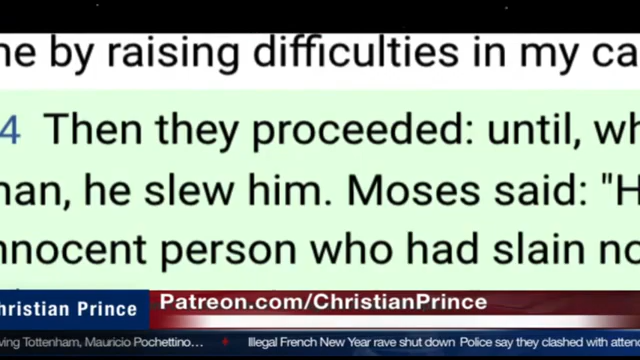 ne by raising difficulties in my ca
4 Then they proceeded: until, wh
nan, he slew him. Moses said: "H
nnocent person who had slain no
hristian Prince
Patreon.com/ChristianPrince
ving Tottenham, Mauricio Pochettino... Illegal French New Year rave shut down Police say they clashed with atten